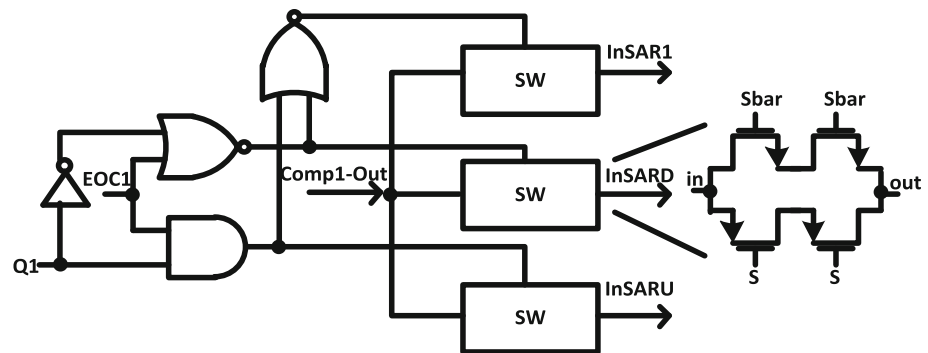 InSAR1
SW
Sbar
Sbar
EOC1
Comp1-Out
InSARD
SW
in
out
Q1
S
S
InSARU
SW